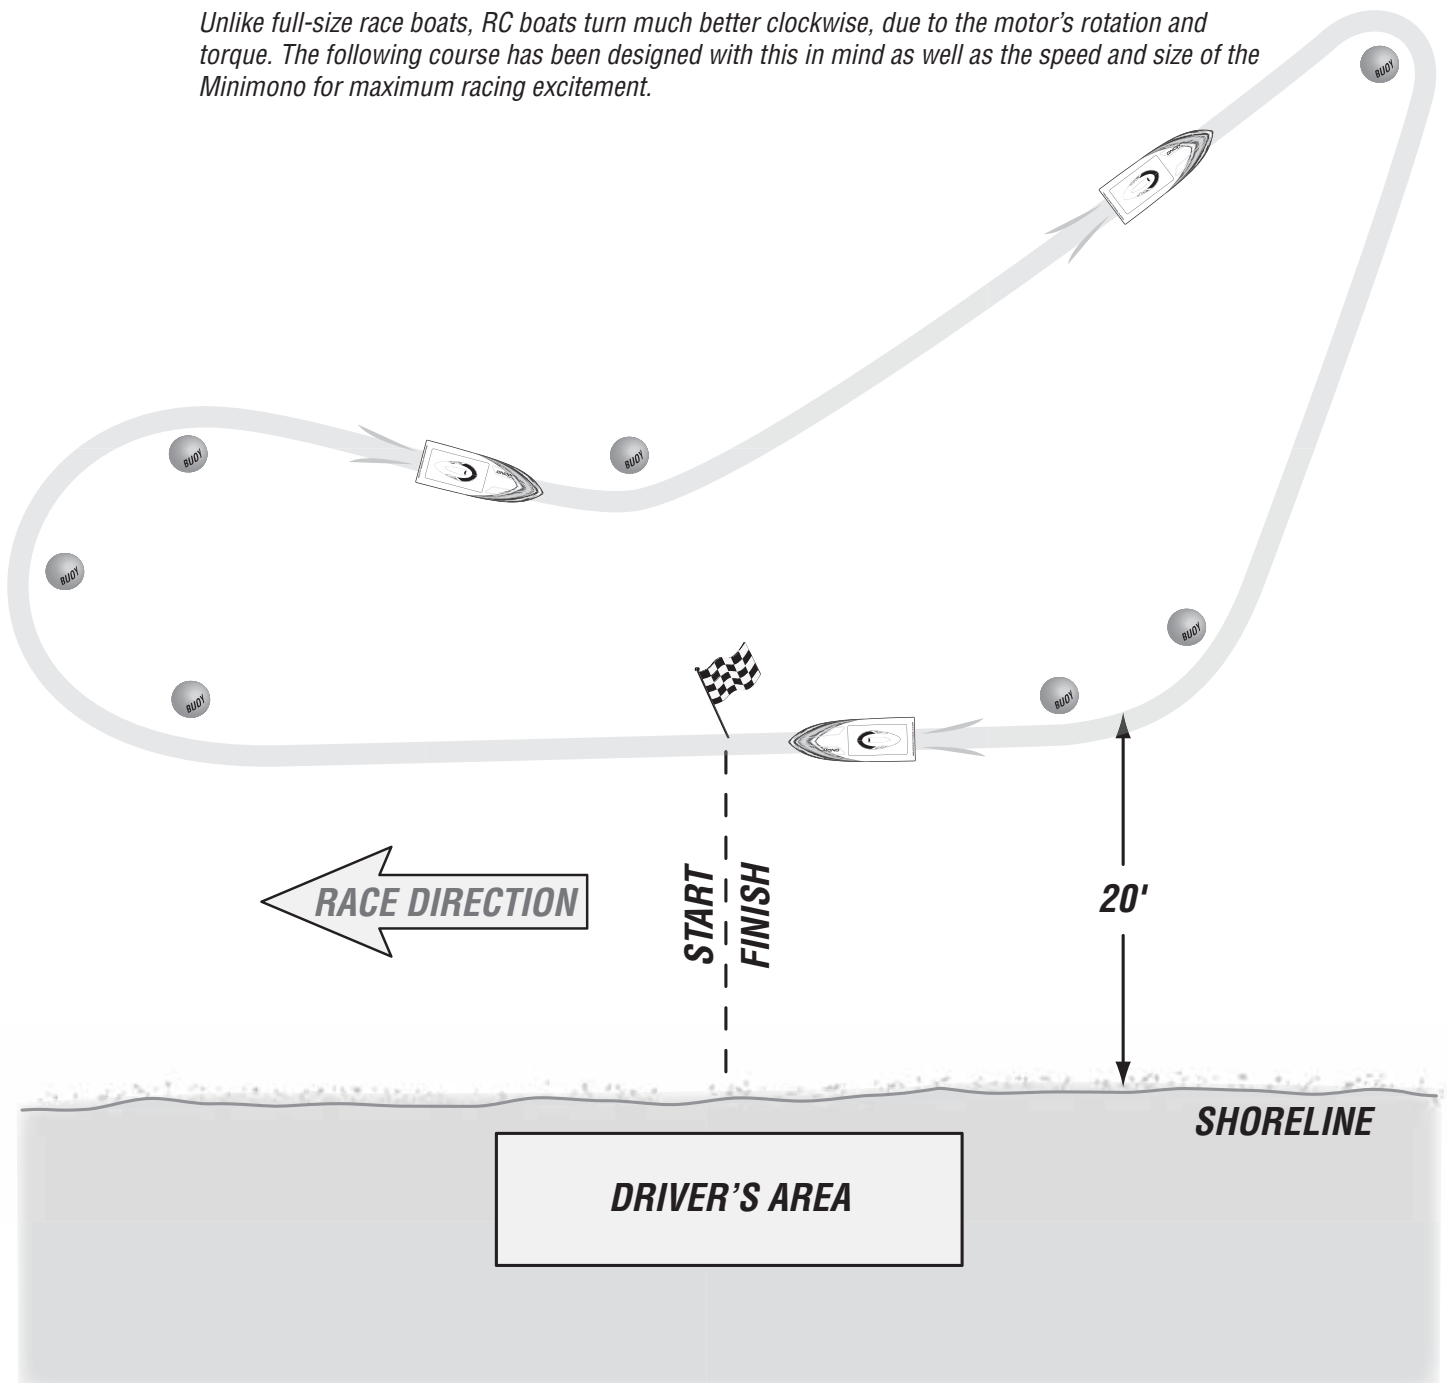 Unlike full-size race boats, RC boats turn much better clockwise, due to the motor's rotation and
torque. The following course has been designed with this in mind as well as the speed and size of the
Minimono for maximum racing excitement.
BUOY
BUOY
BUOY
BUOY
BUOY
BUOY
BUOY
RACE DIRECTION
START
FINISH
20'
SHORELINE
DRIVER'S AREA